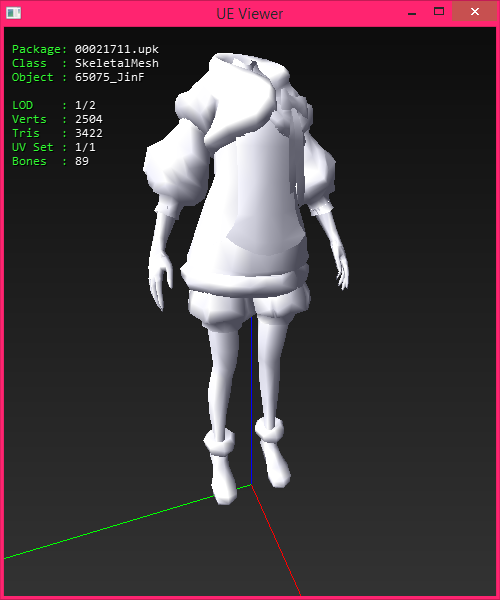 UE Viewer
Package: 00021711.upk
Class  : SkeletalMesh
Object : 65075_JinF
LOD    : 1/2
Verts  : 2504
Tris   : 3422
UV Set : 1/1
Bones  : 89